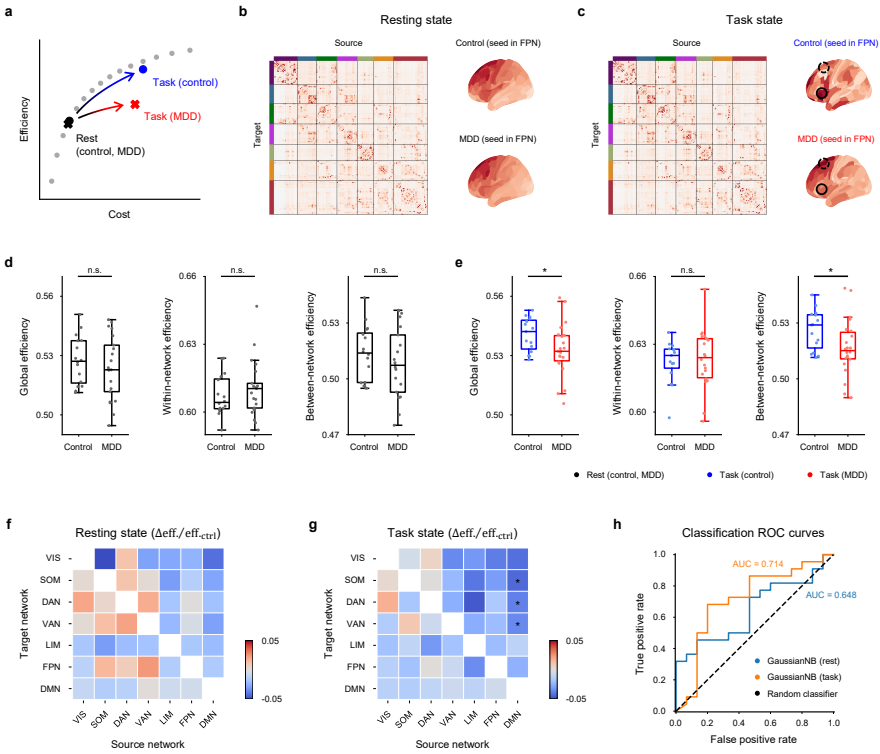 a
Efficiency
Task (control)
Task (MDD)
Rest
(control, MDD)
Cost
b
Resting state
Source
Target
Control (seed in FPN)
MDD (seed in FPN)
c
Task state
Source
Target
Control (seed in FPN)
MDD (seed in FPN)
d
n.s.
Global efficiency
0.56
0.53
0.50
Control
MDD
n.s.
Within-network efficiency
0.66
0.63
0.60
Control
MDD
n.s.
Between-network efficiency
0.53
0.50
0.47
Control
MDD
e
*
Global efficiency
0.56
0.53
0.50
Control
MDD
n.s.
Within-network efficiency
0.66
0.63
0.60
Control
MDD
*
Between-network efficiency
0.53
0.50
0.47
Control
MDD
Rest (control, MDD)
Task (control)
Task (MDD)
f
Resting state (Δeff./eff.ctrl)
Target network
VIS
SOM
DAN
VAN
LIM
FPN
DMN
VIS
SOM
DAN
VAN
LIM
FPN
DMN
Source network
0.05
-0.05
g
Task state (Δeff./eff.ctrl)
Target network
VIS
SOM
DAN
VAN
LIM
FPN
DMN
*
*
*
VIS
SOM
DAN
VAN
LIM
FPN
DMN
Source network
0.05
-0.05
h
Classification ROC curves
True positive rate
1.0
0.8
0.6
0.4
0.2
0.0
AUC = 0.714
AUC = 0.648
GaussianNB (rest)
GaussianNB (task)
Random classifier
0.0
0.2
0.4
0.6
0.8
1.0
False positive rate